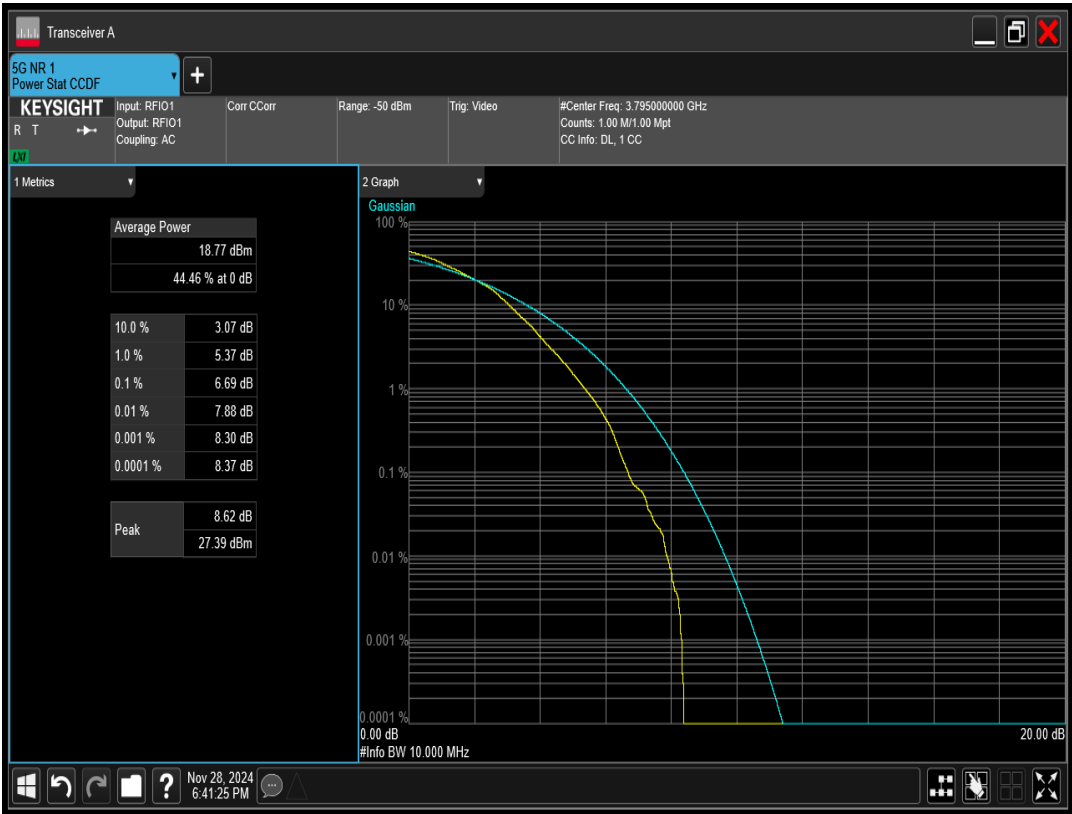 Transceiver A
5G NR 1
Power Stat CCDF
KEYSIGHT
R T
LXI
Input: RFIO1
Output: RFIO1
Coupling: AC
Corr CCorr
Range: -50 dBm
Trig: Video
#Center Freq: 3.795000000 GHz
Counts: 1.00 M/1.00 Mpt
CC Info: DL, 1 CC
1 Metrics
Average Power
18.77 dBm
44.46 % at 0 dB
10.0 % 3.07 dB
1.0 % 5.37 dB
0.1 % 6.69 dB
0.01 % 7.88 dB
0.001 % 8.30 dB
0.0001 % 8.37 dB
Peak
8.62 dB
27.39 dBm
2 Graph
Gaussian
100 %
10 %
1 %
0.1 %
0.01 %
0.001 %
0.0001 %
0.00 dB 20.00 dB
#Info BW 10.000 MHz
Nov 28, 2024
6:41:25 PM